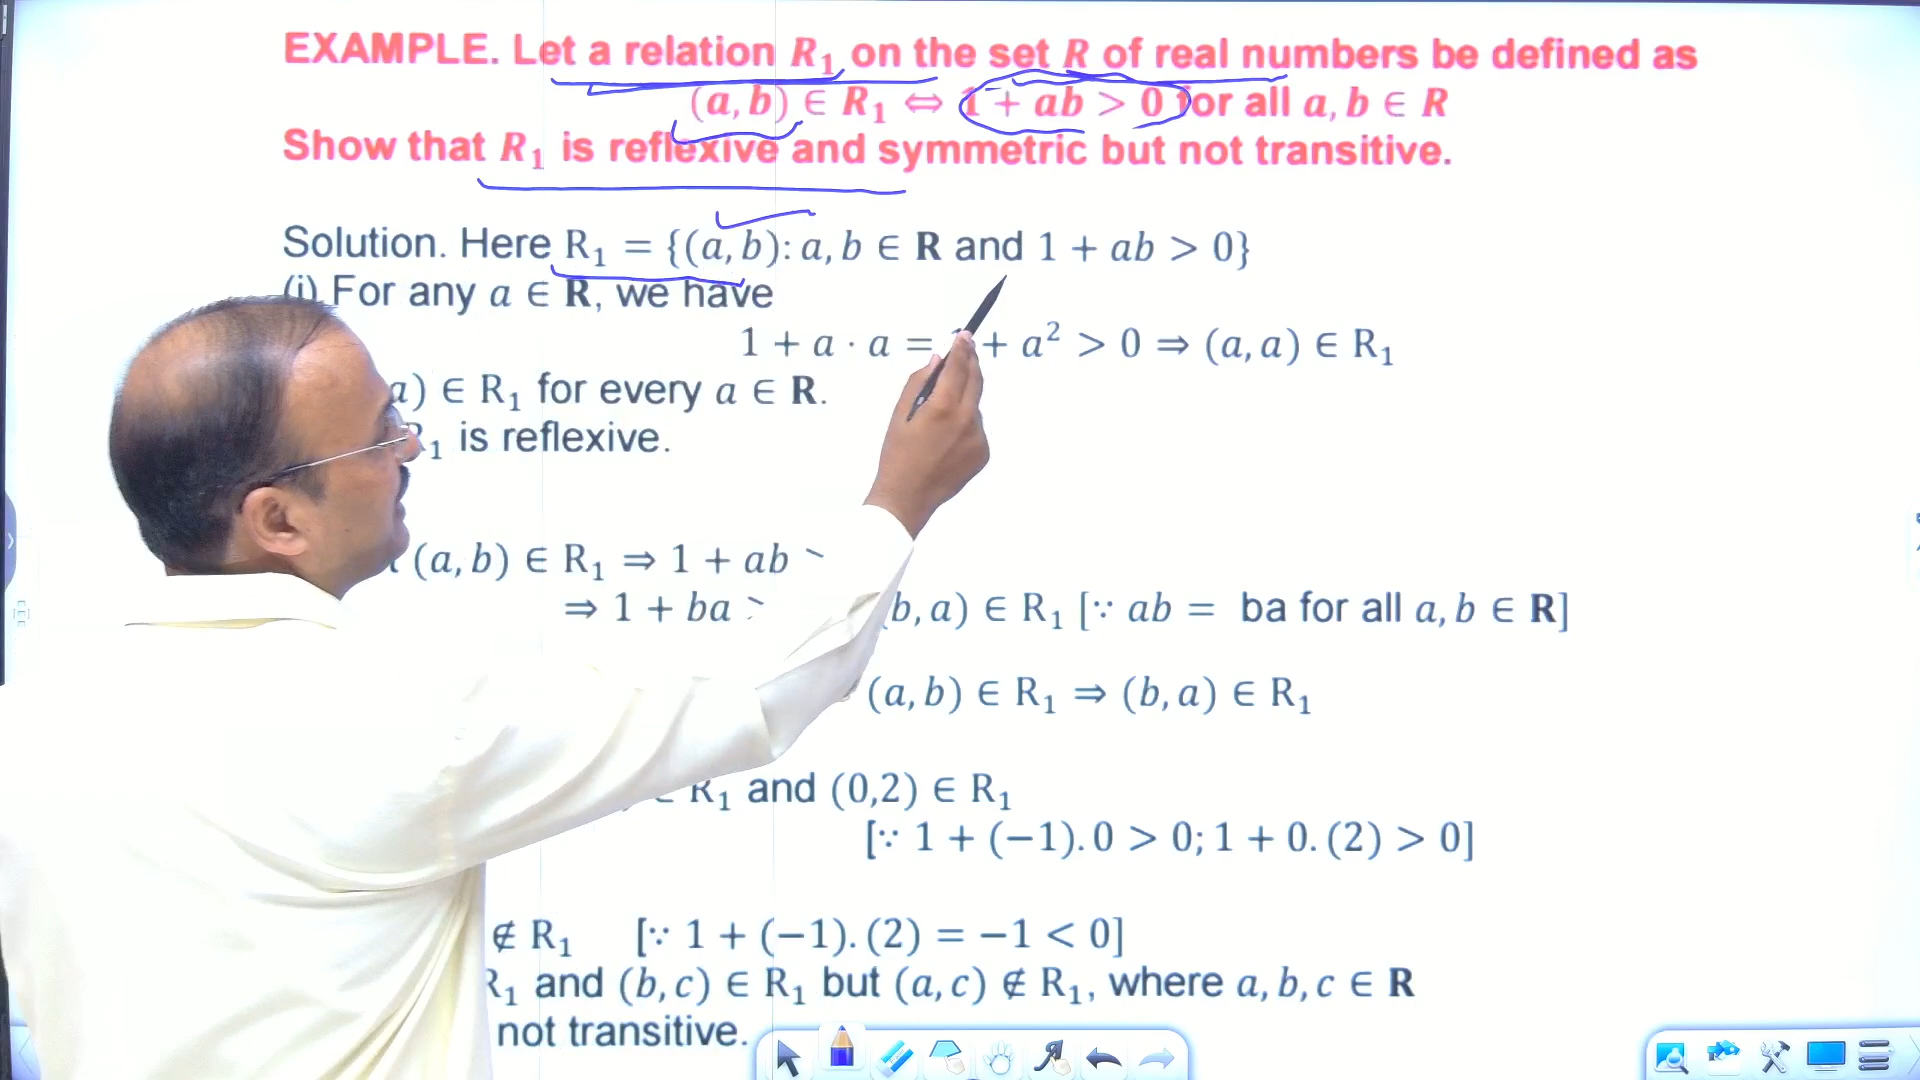 EXAMPLE. Let a relation R₁ on the set R of real numbers be defined as
(a, b) ∈ R₁ ⇔ 1 + ab > 0 for all a, b ∈ R
Show that R₁ is reflexive and symmetric but not transitive.
Solution. Here R₁ = {(a, b): a, b ∈ R and 1 + ab > 0}
(i) For any a ∈ R, we have
1 + a · a = + a² > 0 ⇒ (a, a) ∈ R₁
a) ∈ R₁ for every a ∈ R.
R₁ is reflexive.
(a, b) ∈ R₁ ⇒ 1 + ab
⇒ 1 + ba > b, a) ∈ R₁ [∵ ab = ba for all a, b ∈ R]
(a, b) ∈ R₁ ⇒ (b, a) ∈ R₁
R₁ and (0,2) ∈ R₁
[∵ 1 + (−1). 0 > 0; 1 + 0. (2) > 0]
∉ R₁ [∵ 1 + (−1). (2) = −1 < 0]
R₁ and (b, c) ∈ R₁ but (a, c) ∉ R₁, where a, b, c ∈ R
not transitive.